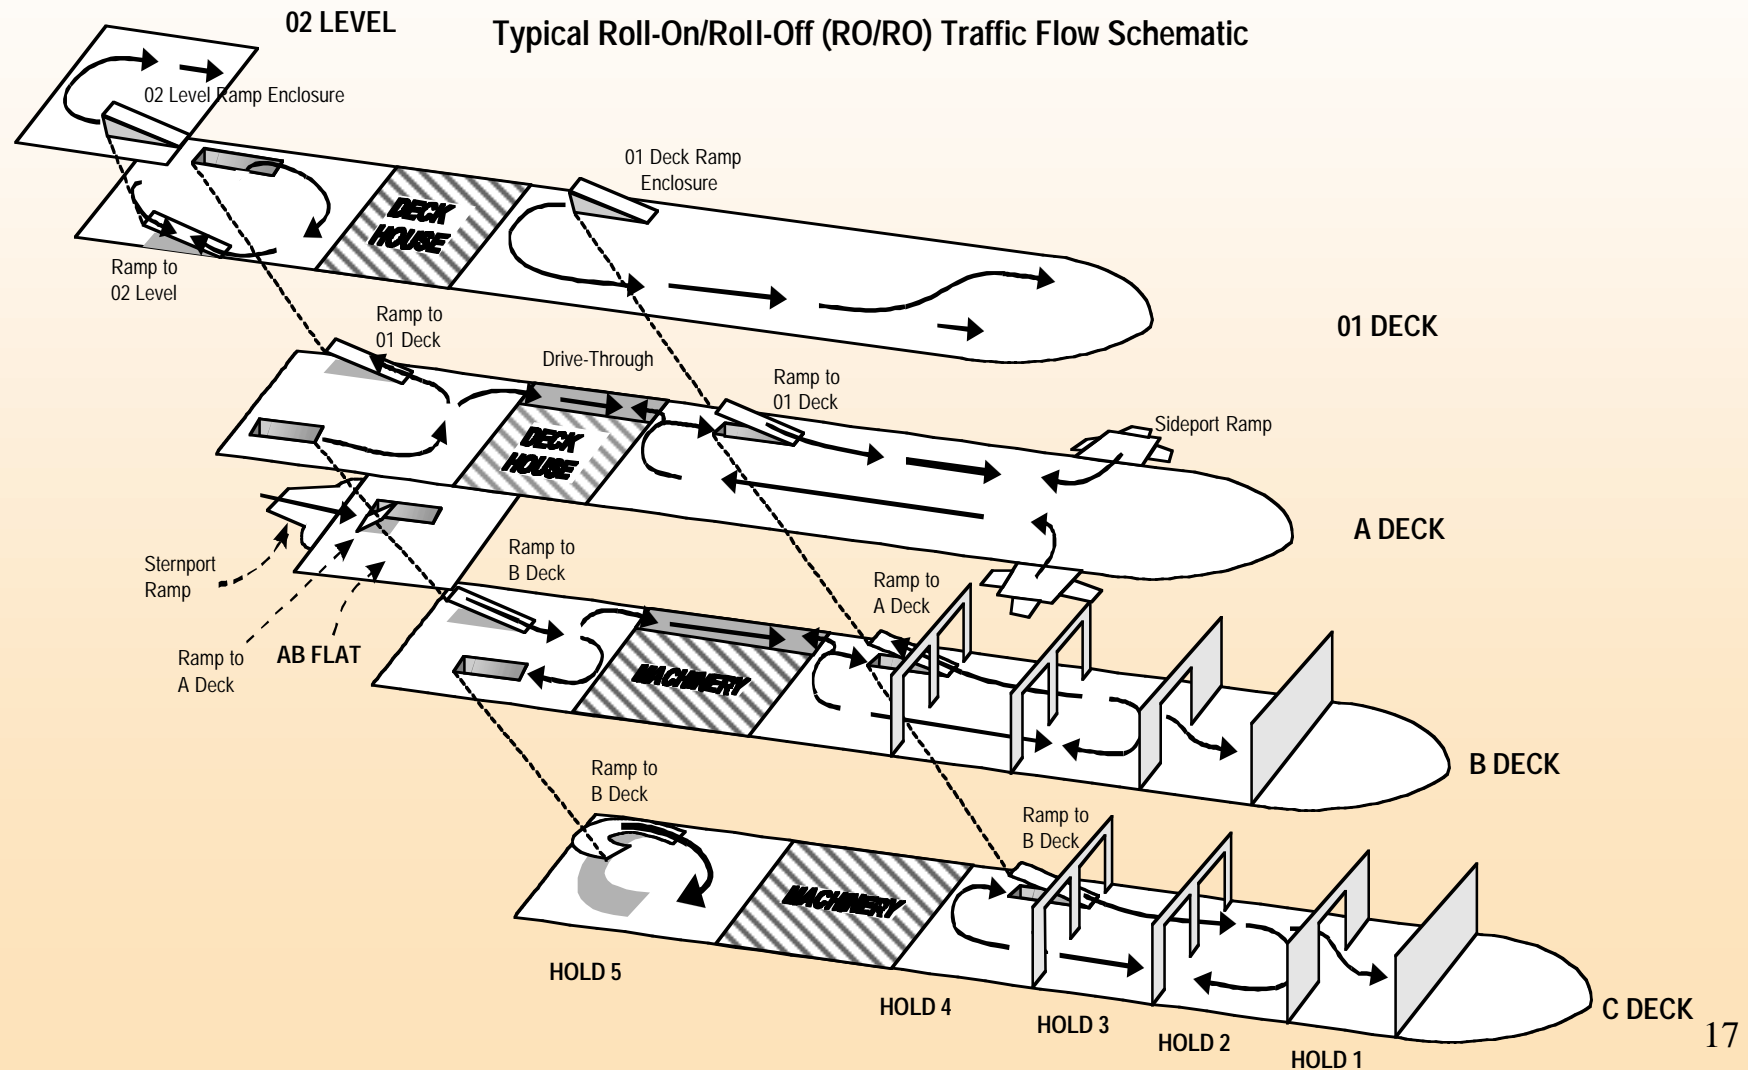 02 LEVEL
Typical Roll-On/Roll-Off (RO/RO) Traffic Flow Schematic
02 Level Ramp Enclosure
DECK
HOUSE
01 Deck Ramp
Enclosure
Ramp to
02 Level
01 DECK
Ramp to
01 Deck
Drive-Through
Ramp to
01 Deck
Sideport Ramp
DECK
HOUSE
A DECK
Sternport
Ramp
Ramp to
A Deck
AB FLAT
Ramp to
B Deck
Ramp to
A Deck
MACHINERY
B DECK
Ramp to
B Deck
Ramp to
B Deck
MACHINERY
HOLD 5
HOLD 4
HOLD 3
HOLD 2
HOLD 1
C DECK
17